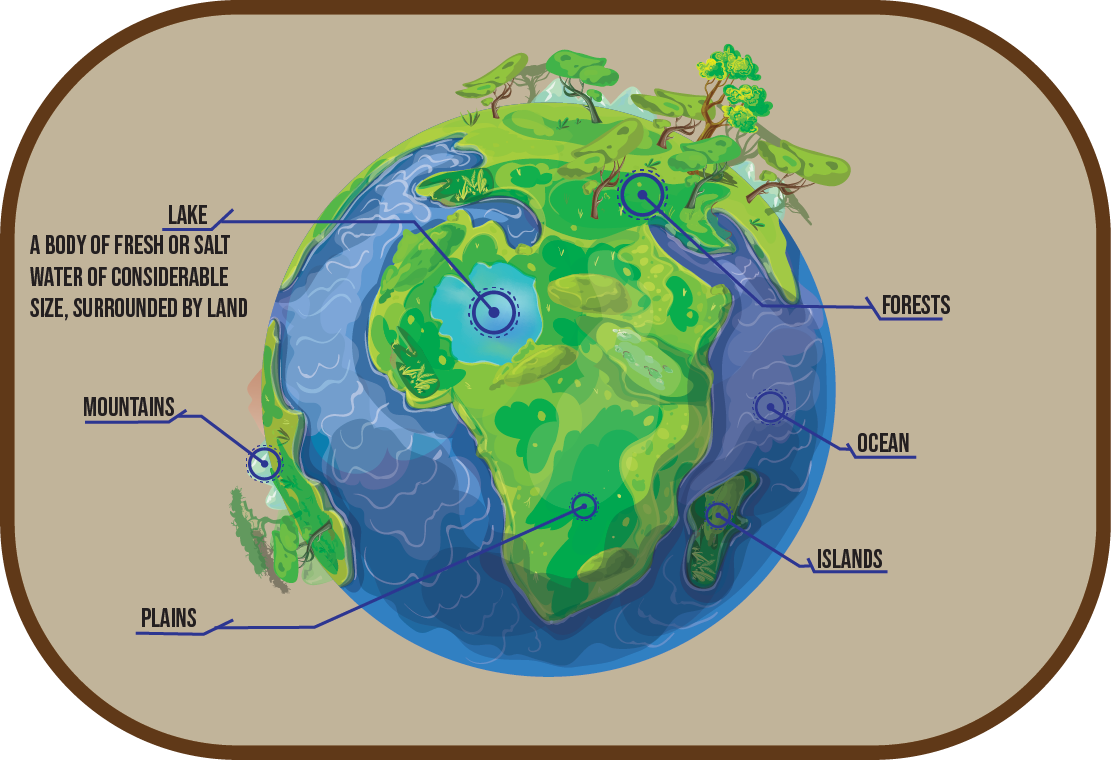 LAKE
A BODY OF FRESH OR SALT
WATER OF CONSIDERABLE
SIZE, SURROUNDED BY LAND
FORESTS
MOUNTAINS
OCEAN
ISLANDS
PLAINS